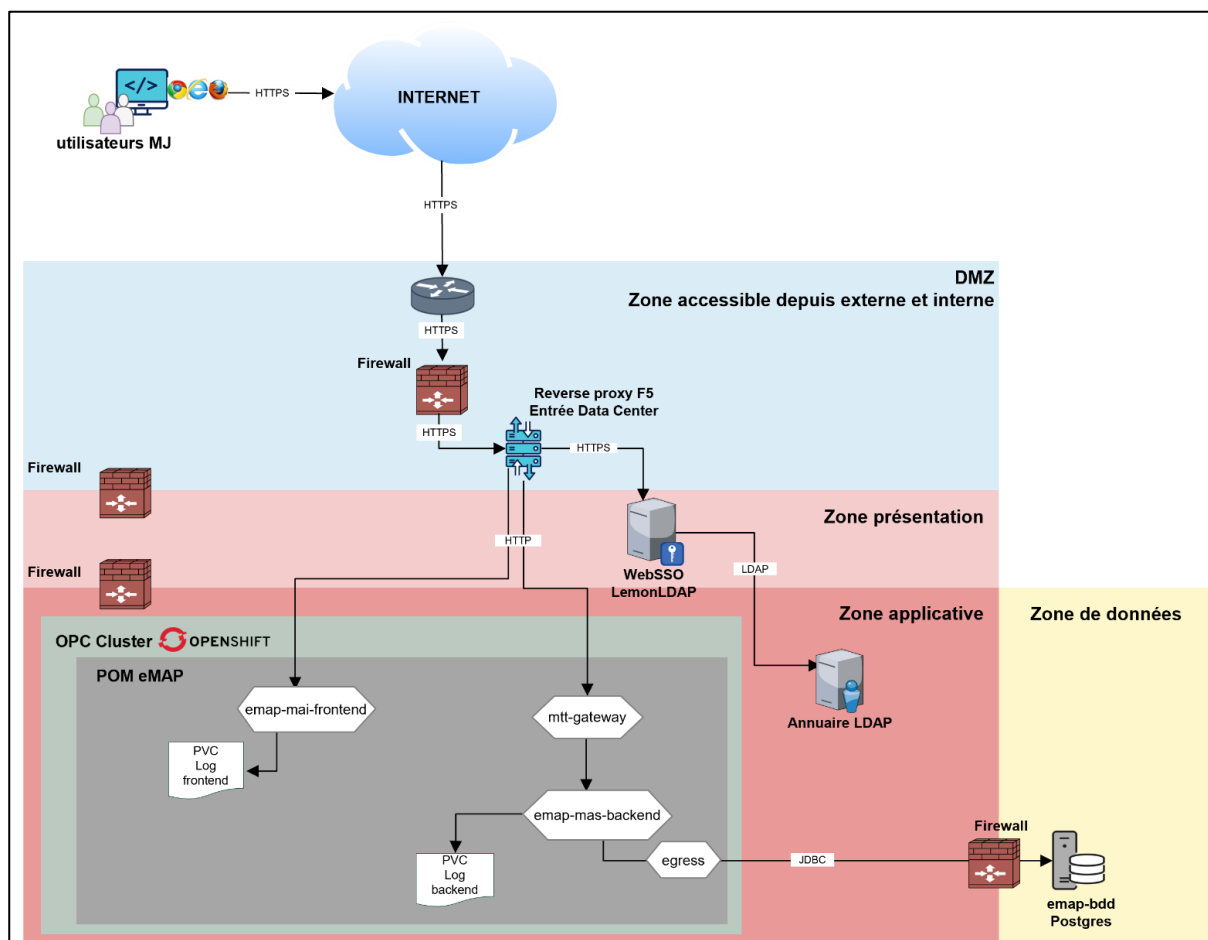 </>
HTTPS
INTERNET
utilisateurs MJ
HTTPS
DMZ
Zone accessible depuis externe et interne
HTTPS
Firewall
Reverse proxy F5
Entrée Data Center
HTTPS
HTTPS
Firewall
Zone présentation
HTTP
WebSSO
LemonLDAP
LDAP
Firewall
Zone applicative
Zone de données
OPC Cluster OPENSHIFT
POM eMAP
emap-mai-frontend
mtt-gateway
Annuaire LDAP
PVC
Log
frontend
emap-mas-backend
Firewall
PVC
Log
backend
egress
JDBC
emap-bdd
Postgres